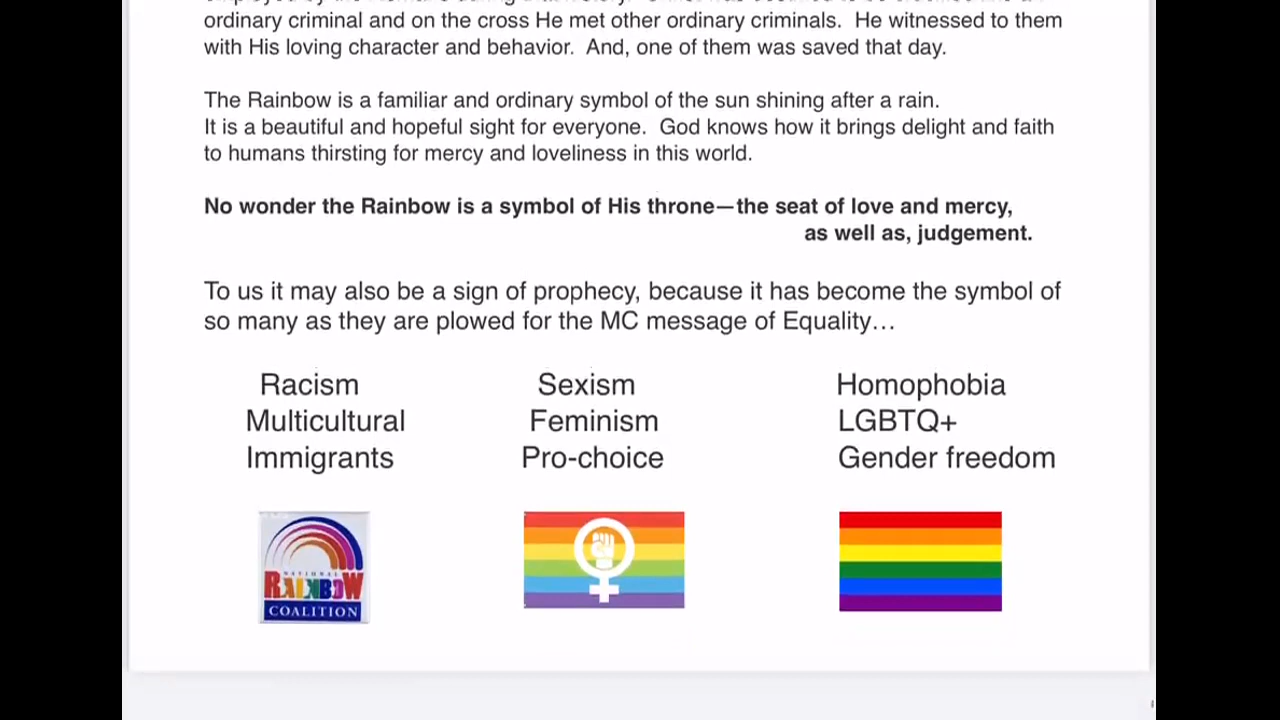 ordinary criminal and on the cross He met other ordinary criminals.  He witnessed to them
with His loving character and behavior.  And, one of them was saved that day.
The Rainbow is a familiar and ordinary symbol of the sun shining after a rain.
It is a beautiful and hopeful sight for everyone.  God knows how it brings delight and faith
to humans thirsting for mercy and loveliness in this world.
No wonder the Rainbow is a symbol of His throne—the seat of love and mercy,
as well as, judgement.
To us it may also be a sign of prophecy, because it has become the symbol of
so many as they are plowed for the MC message of Equality…
Racism Sexism Homophobia
Multicultural Feminism LGBTQ+
Immigrants Pro-choice Gender freedom
NATIONAL
RAINBOW
COALITION